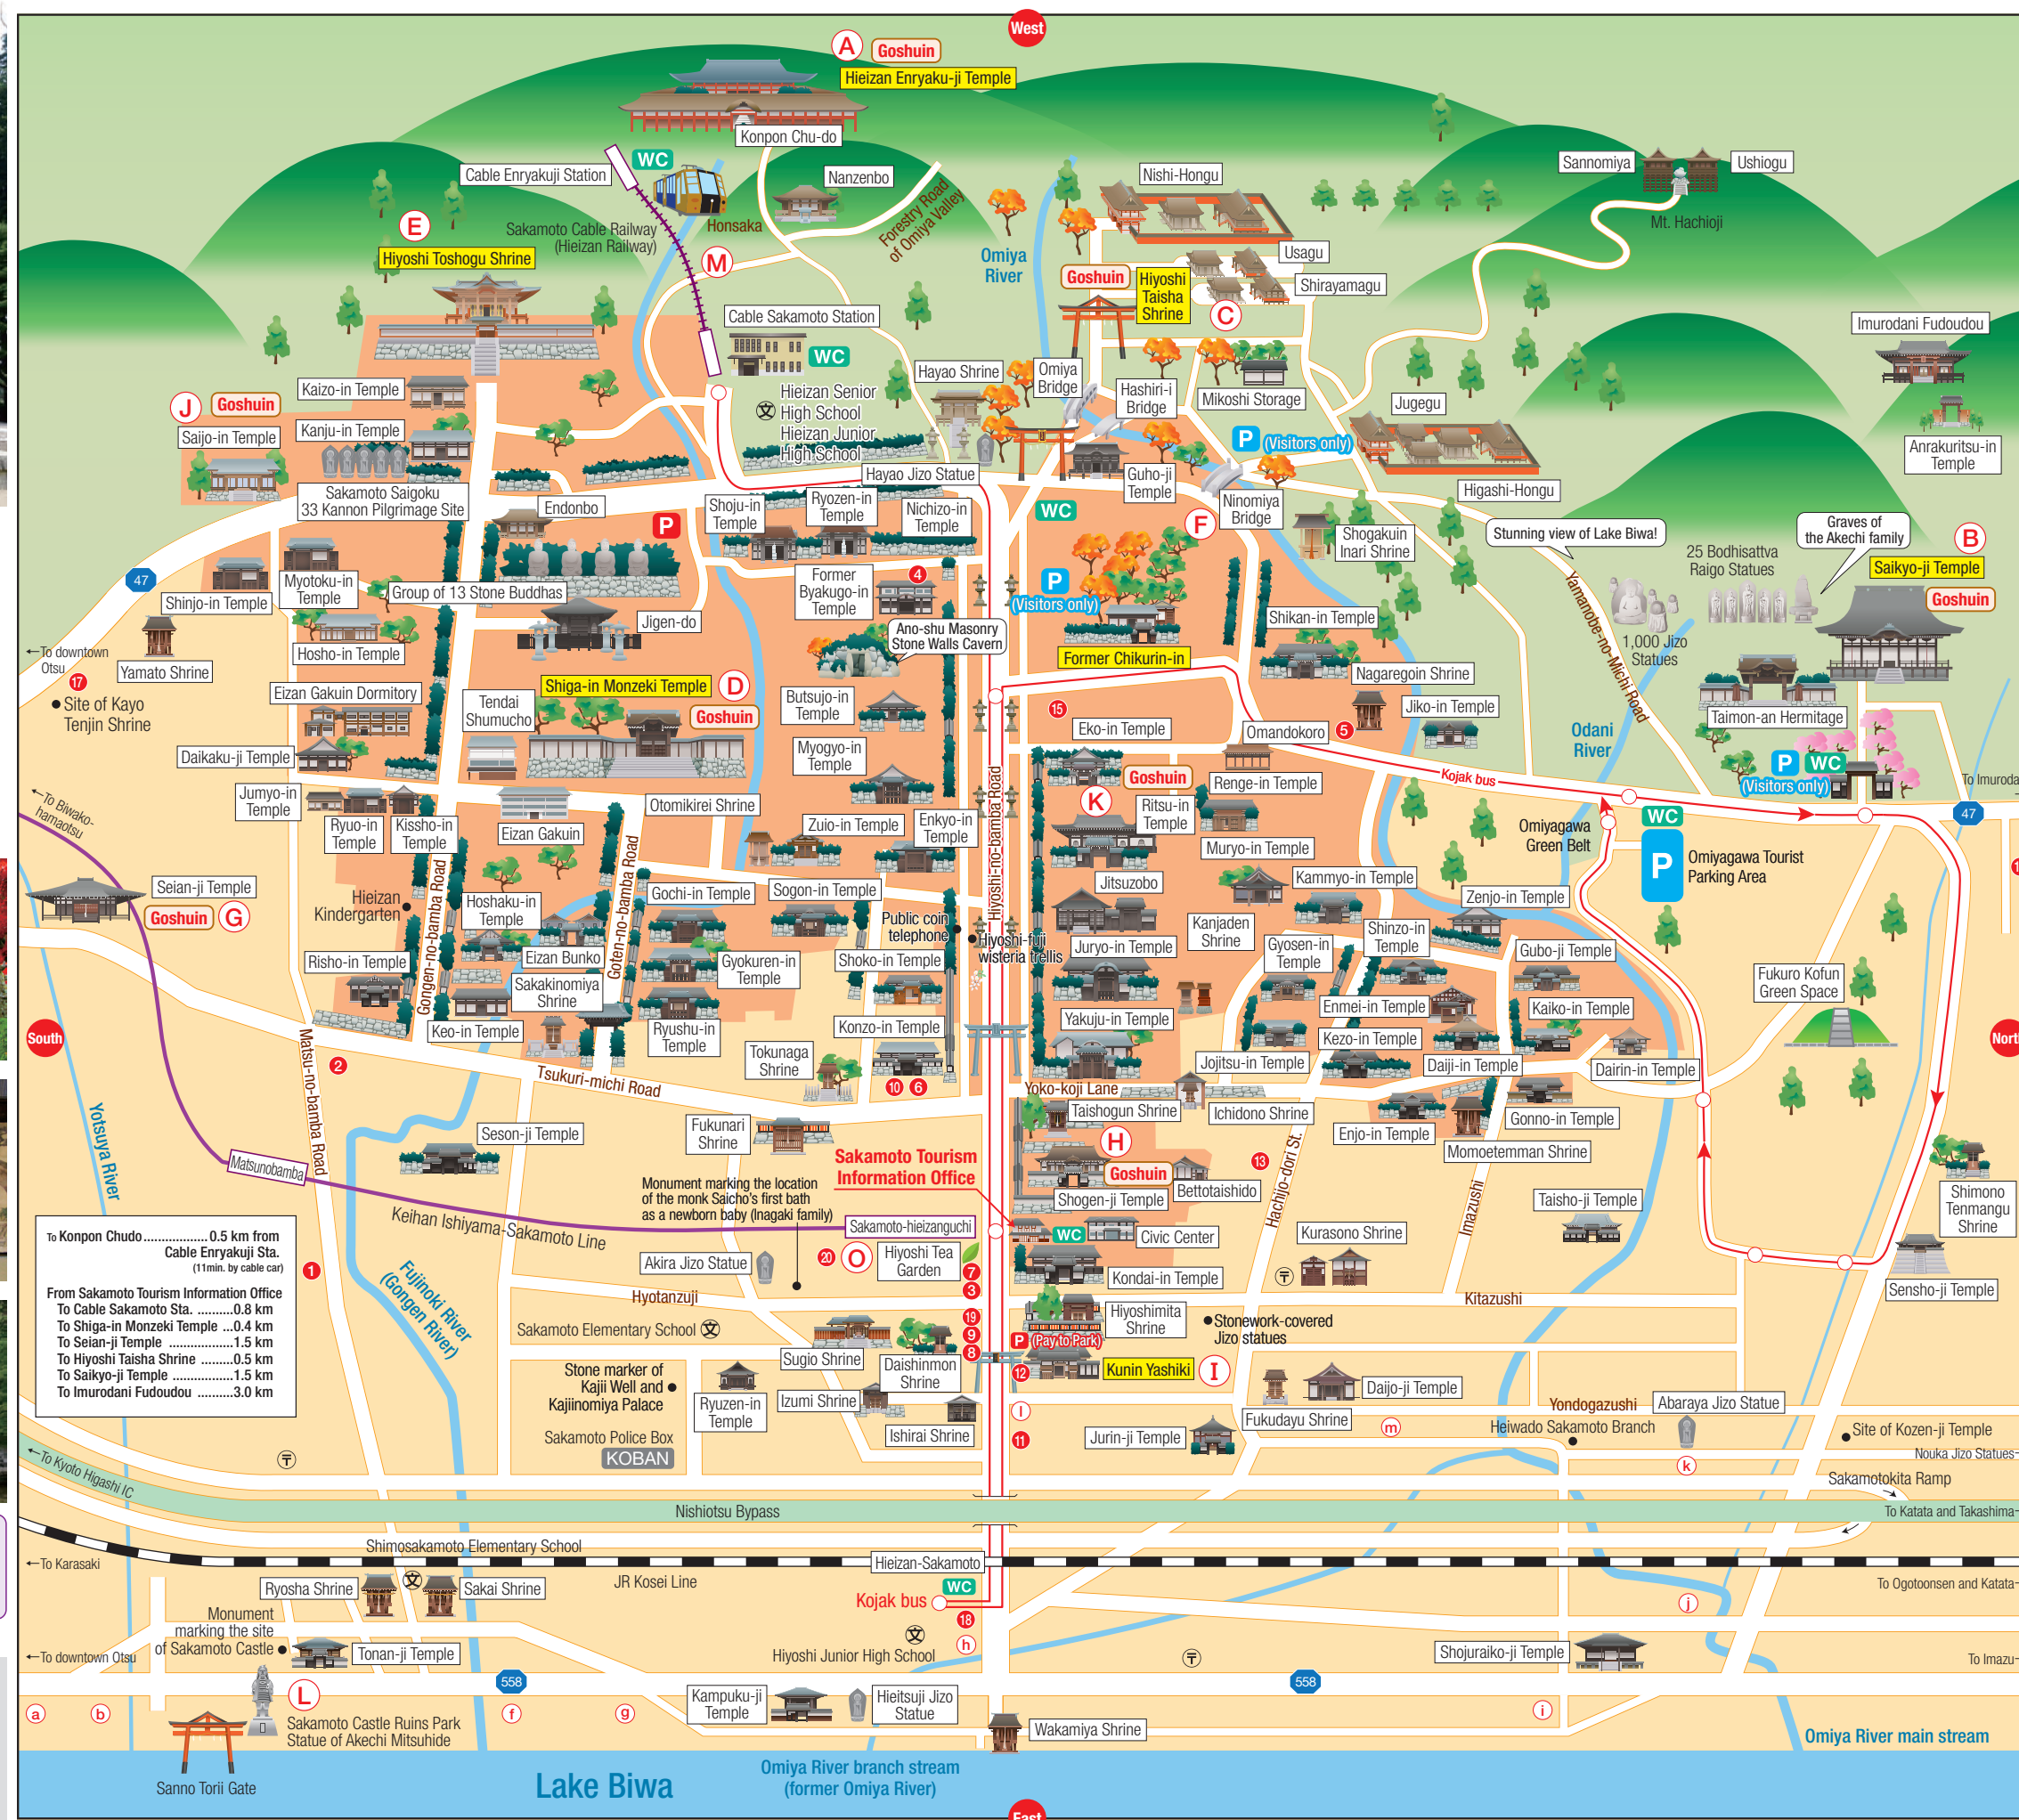 West
A
Goshuin
Hieizan Enryaku-ji Temple
Konpon Chu-do
WC
Cable Enryakuji Station
Nanzenbo
Sakamoto Cable Railway
(Hieizan Railway)
Honsaka
Forestry Road
of Omiya Valley
M
Nishi-Hongu
Sannomiya
Ushiogu
Mt. Hachioji
E
Hiyoshi Toshogu Shrine
Omiya
River
Usagu
Shirayamagu
Goshuin
Hiyoshi
Taisha
Shrine
C
Cable Sakamoto Station
WC
Imurodani Fudoudou
Anrakuritsu-in
Temple
Hayao Shrine
Omiya
Bridge
Hashiri-i
Bridge
Mikoshi Storage
Jugegu
P
(Visitors only)
Higashi-Hongu
Kaizo-in Temple
J
Goshuin
Saijo-in Temple
Kanju-in Temple
Hieizan Senior
High School
Hieizan Junior
High School
文
Sakamoto Saigoku
33 Kannon Pilgrimage Site
Hayao Jizo Statue
Guho-ji
Temple
Ninomiya
Bridge
Endonbo
P
Shoju-in
Temple
Ryozen-in
Temple
Nichizo-in
Temple
WC
F
Shogakuin
Inari Shrine
Stunning view of Lake Biwa!
Graves of
the Akechi family
B
25 Bodhisattva
Raigo Statues
Saikyo-ji Temple
Goshuin
1,000 Jizo
Statues
47
Shinjo-in Temple
Myotoku-in
Temple
Group of 13 Stone Buddhas
Jigen-do
Former
Byakugo-in
Temple
4
P
(Visitors only)
Former Chikurin-in
Ano-shu Masonry
Stone Walls Cavern
Shikan-in Temple
Yamanobe-no-Michi Road
Hosho-in Temple
Yamato Shrine
←To downtown
Otsu
17
Site of Kayo
Tenjin Shrine
Eizan Gakuin Dormitory
Daikaku-ji Temple
Tendai
Shumucho
Shiga-in Monzeki Temple
D
Goshuin
Butsujo-in
Temple
Myogyo-in
Temple
15
Eko-in Temple
Nagaregoin Shrine
Jiko-in Temple
5
Omandokoro
Odani
River
Taimon-an Hermitage
P
WC
(Visitors only)
To Imuroda
47
Kojak bus
Renge-in Temple
Goshuin
K
Ritsu-in
Temple
Muryo-in Temple
Jumyo-in
Temple
←To Biwako-
hamaotsu
Ryuo-in
Temple
Kissho-in
Temple
Eizan Gakuin
Otomikirei Shrine
Zuio-in Temple
Enkyo-in
Temple
Hiyoshi-no-bamba Road
Omiyagawa
Green Belt
WC
P
Omiyagawa Tourist
Parking Area
Seian-ji Temple
Goshuin
G
Hieizan
Kindergarten
Gongen-no-bamba Road
Hoshaku-in
Temple
Goten-no-bamba Road
Gochi-in Temple
Sogon-in Temple
Public coin
telephone
Hiyoshi-fuji
wisteria trellis
Jitsuzobo
Juryo-in Temple
Kanjaden
Shrine
Kammyo-in Temple
Zenjo-in Temple
Gyosen-in
Temple
Shinzo-in
Temple
Gubo-ji Temple
Fukuro Kofun
Green Space
Risho-in Temple
Eizan Bunko
Gyokuren-in
Temple
Shoko-in Temple
Sakakinomiya
Shrine
Keo-in Temple
Ryushu-in
Temple
Konzo-in Temple
Yakuju-in Temple
Enmei-in Temple
Kaiko-in Temple
Kezo-in Temple
Jojitsu-in Temple
Daiji-in Temple
Dairin-in Temple
South
North
Matsu-no-bamba Road
2
Tsukuri-michi Road
Tokunaga
Shrine
10
6
Yoko-koji Lane
Taishogun Shrine
Ichidono Shrine
Gonno-in Temple
Enjo-in Temple
Momoetemman Shrine
Yotsuya River
Matsunobamba
Seson-ji Temple
Fukunari
Shrine
Sakamoto Tourism
Information Office
H
Goshuin
Shogen-ji Temple
Bettotaishido
13
Hachijo-dori St.
Imazushi
Taisho-ji Temple
Shimono
Tenmangu
Shrine
Monument marking the location
of the monk Saicho's first bath
as a newborn baby (Inagaki family)
Keihan Ishiyama-Sakamoto Line
Sakamoto-hieizanguchi
WC
Civic Center
Kurasono Shrine
To Konpon Chudo..................0.5 km from
Cable Enryakuji Sta.
(11min. by cable car)
From Sakamoto Tourism Information Office
To Cable Sakamoto Sta. ..........0.8 km
To Shiga-in Monzeki Temple ...0.4 km
To Seian-ji Temple ..................1.5 km
To Hiyoshi Taisha Shrine .........0.5 km
To Saikyo-ji Temple .................1.5 km
To Imurodani Fudoudou ..........3.0 km
1
Fujinoki River
(Gongen River)
Akira Jizo Statue
20
O
Hiyoshi Tea
Garden
7
3
Kondai-in Temple
Sensho-ji Temple
Hyotanzuji
Kitazushi
Sakamoto Elementary School 文
Sugio Shrine
Daishinmon
Shrine
19
9
8
Hiyoshimita
Shrine
P (Pay to Park)
12
Kunin Yashiki
I
Stonework-covered
Jizo statues
Stone marker of
Kajii Well and
Kajiinomiya Palace
Ryuzen-in
Temple
Izumi Shrine
Ishirai Shrine
l
11
Daijo-ji Temple
Fukudayu Shrine
m
Yondogazushi
Abaraya Jizo Statue
Heiwado Sakamoto Branch
k
Site of Kozen-ji Temple
Nouka Jizo Statues
Sakamotokita Ramp
Sakamoto Police Box
KOBAN
Jurin-ji Temple
〒
←To Kyoto Higashi IC
Nishiotsu Bypass
To Katata and Takashima
Shimosakamoto Elementary School
文
Hieizan-Sakamoto
←To Karasaki
JR Kosei Line
WC
Kojak bus
18
h
To Ogotoonsen and Katata
j
Ryosha Shrine
Sakai Shrine
Monument
marking the site
of Sakamoto Castle
Tonan-ji Temple
文
Hiyoshi Junior High School
〒
Shojuraiko-ji Temple
←To downtown Otsu
To Imazu
558
558
a
b
L
f
g
i
Sakamoto Castle Ruins Park
Statue of Akechi Mitsuhide
Kampuku-ji
Temple
Hieitsuji Jizo
Statue
Wakamiya Shrine
Omiya River main stream
Sanno Torii Gate
Lake Biwa
Omiya River branch stream
(former Omiya River)
East